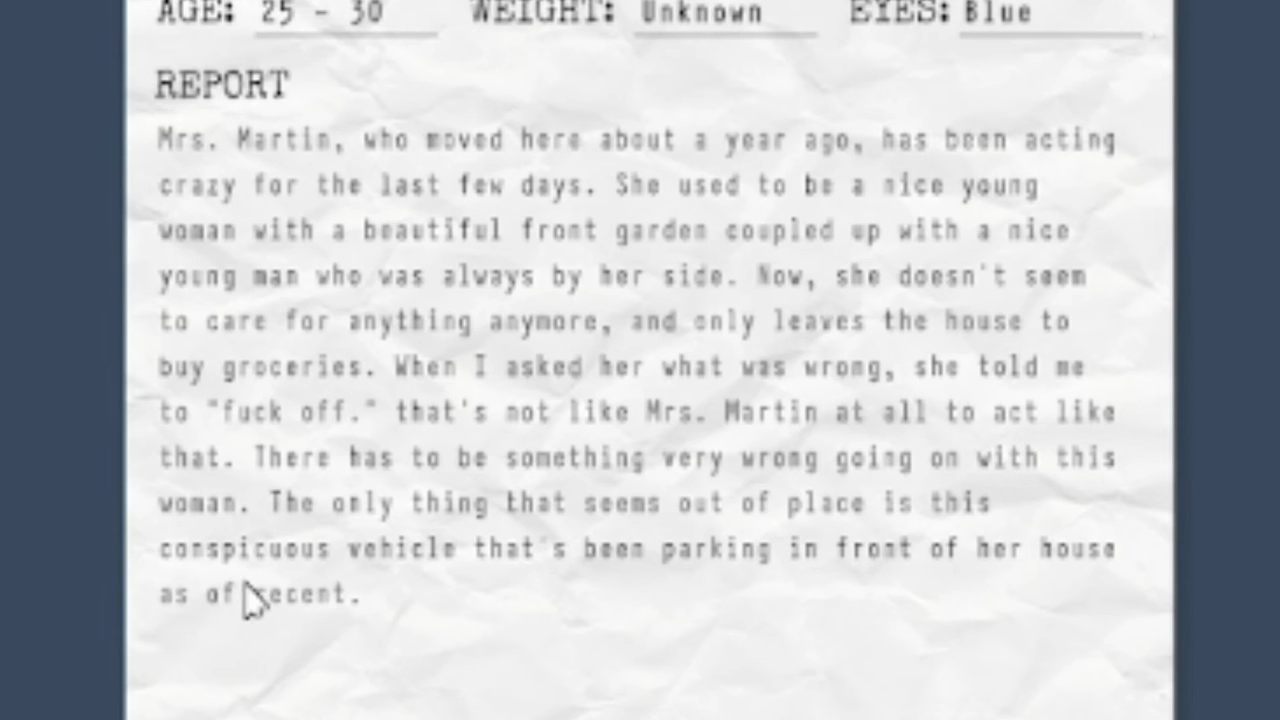 AGE: 25 - 30 WEIGHT: Unknown EYES: Blue
REPORT
Mrs. Martin, who moved here about a year ago, has been acting
crazy for the last few days. She used to be a nice young
woman with a beautiful front garden coupled up with a nice
young man who was always by her side. Now, she doesn't seem
to care for anything anymore, and only leaves the house to
buy groceries. When I asked her what was wrong, she told me
to "fuck off." that's not like Mrs. Martin at all to act like
that. There has to be something very wrong going on with this
woman. The only thing that seems out of place is this
conspicuous vehicle that's been parking in front of her house
as of recent.